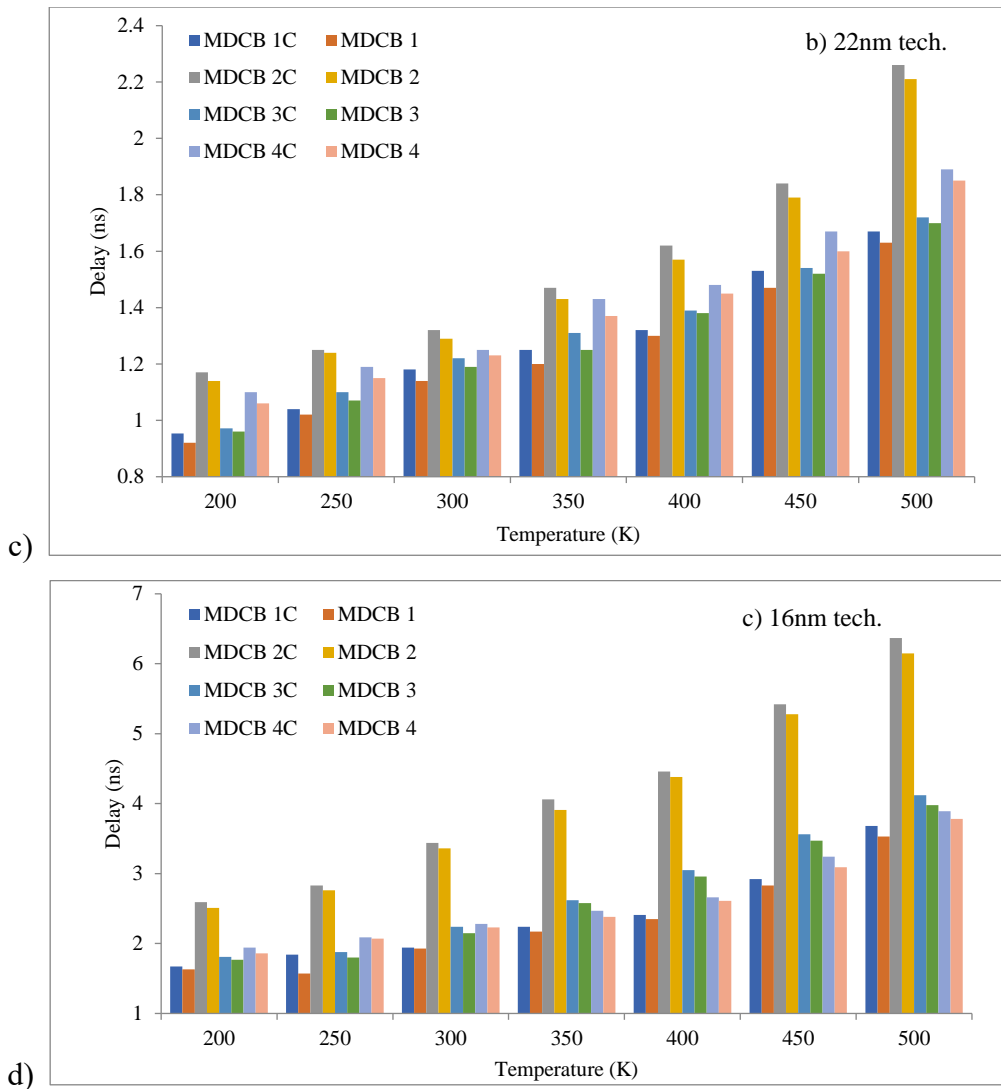 2.4
MDCB 1C MDCB 1 b) 22nm tech.
2.2
MDCB 2C MDCB 2
2
MDCB 3C MDCB 3
MDCB 4C MDCB 4
1.8
1.6
Delay (ns)
1.4
1.2
1
0.8
200 250 300 350 400 450 500
Temperature (K)
c)
7
MDCB 1C MDCB 1 c) 16nm tech.
6
MDCB 2C MDCB 2
MDCB 3C MDCB 3
5
MDCB 4C MDCB 4
4
Delay (ns)
3
2
1
200 250 300 350 400 450 500
Temperature (K)
d)